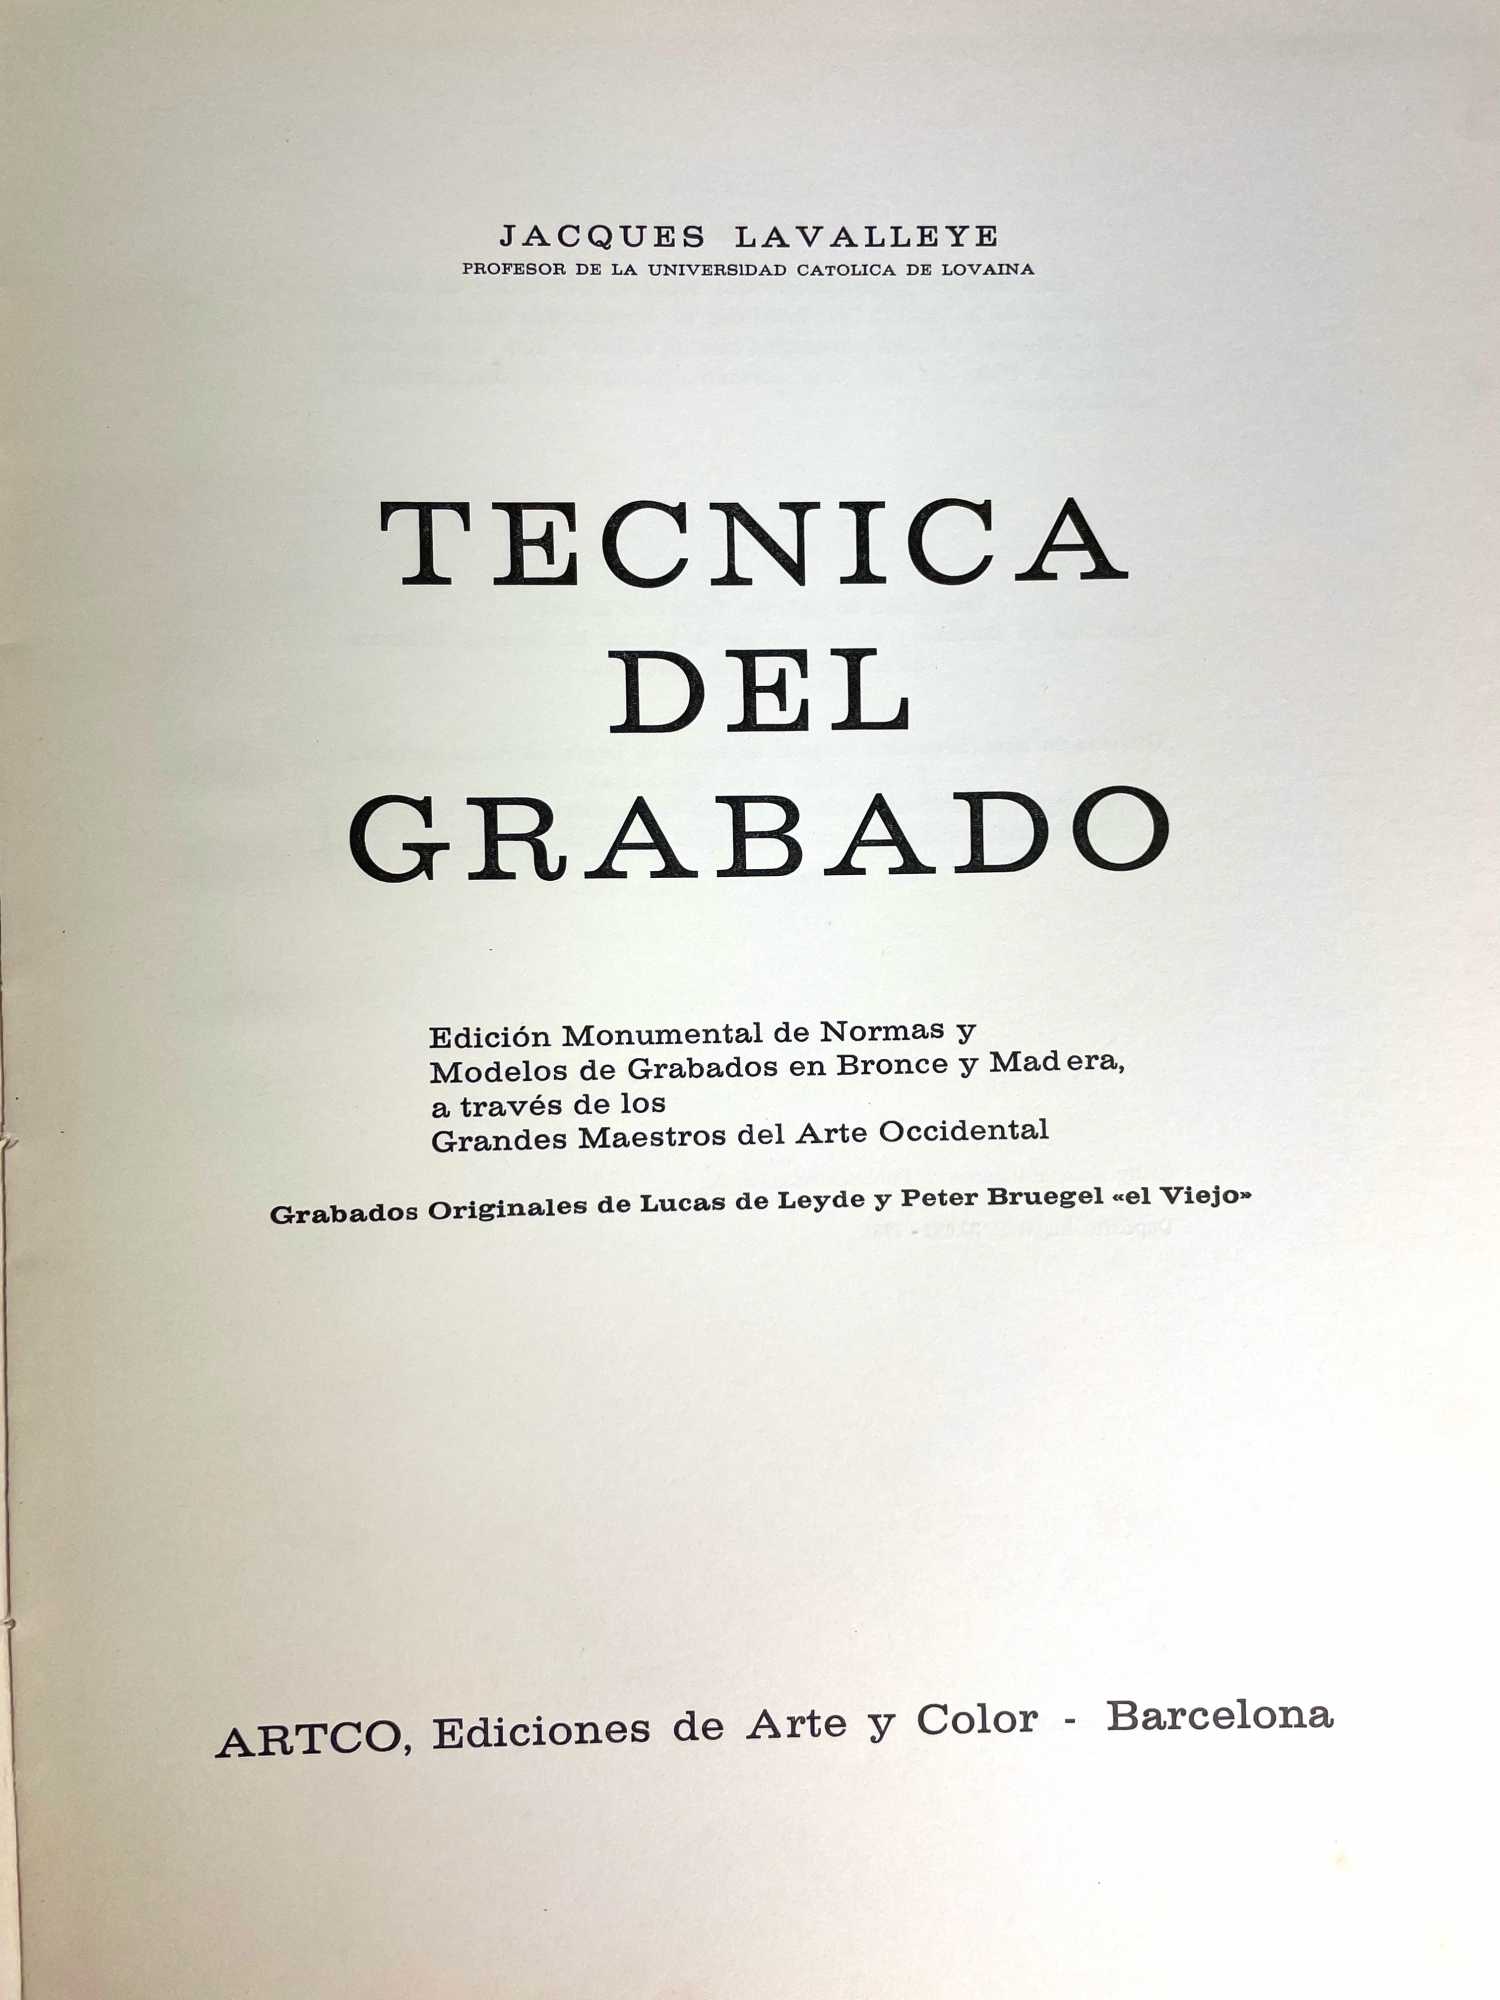 JACQUES LAVALLEYE
PROFESOR DE LA UNIVERSIDAD CATOLICA DE LOVAINA
TECNICA
DEL
GRABADO
Edición Monumental de Normas y
Modelos de Grabados en Bronce y Madera,
a través de los
Grandes Maestros del Arte Occidental
Grabados Originales de Lucas de Leyde y Peter Bruegel «el Viejo»
ARTCO, Ediciones de Arte y Color - Barcelona